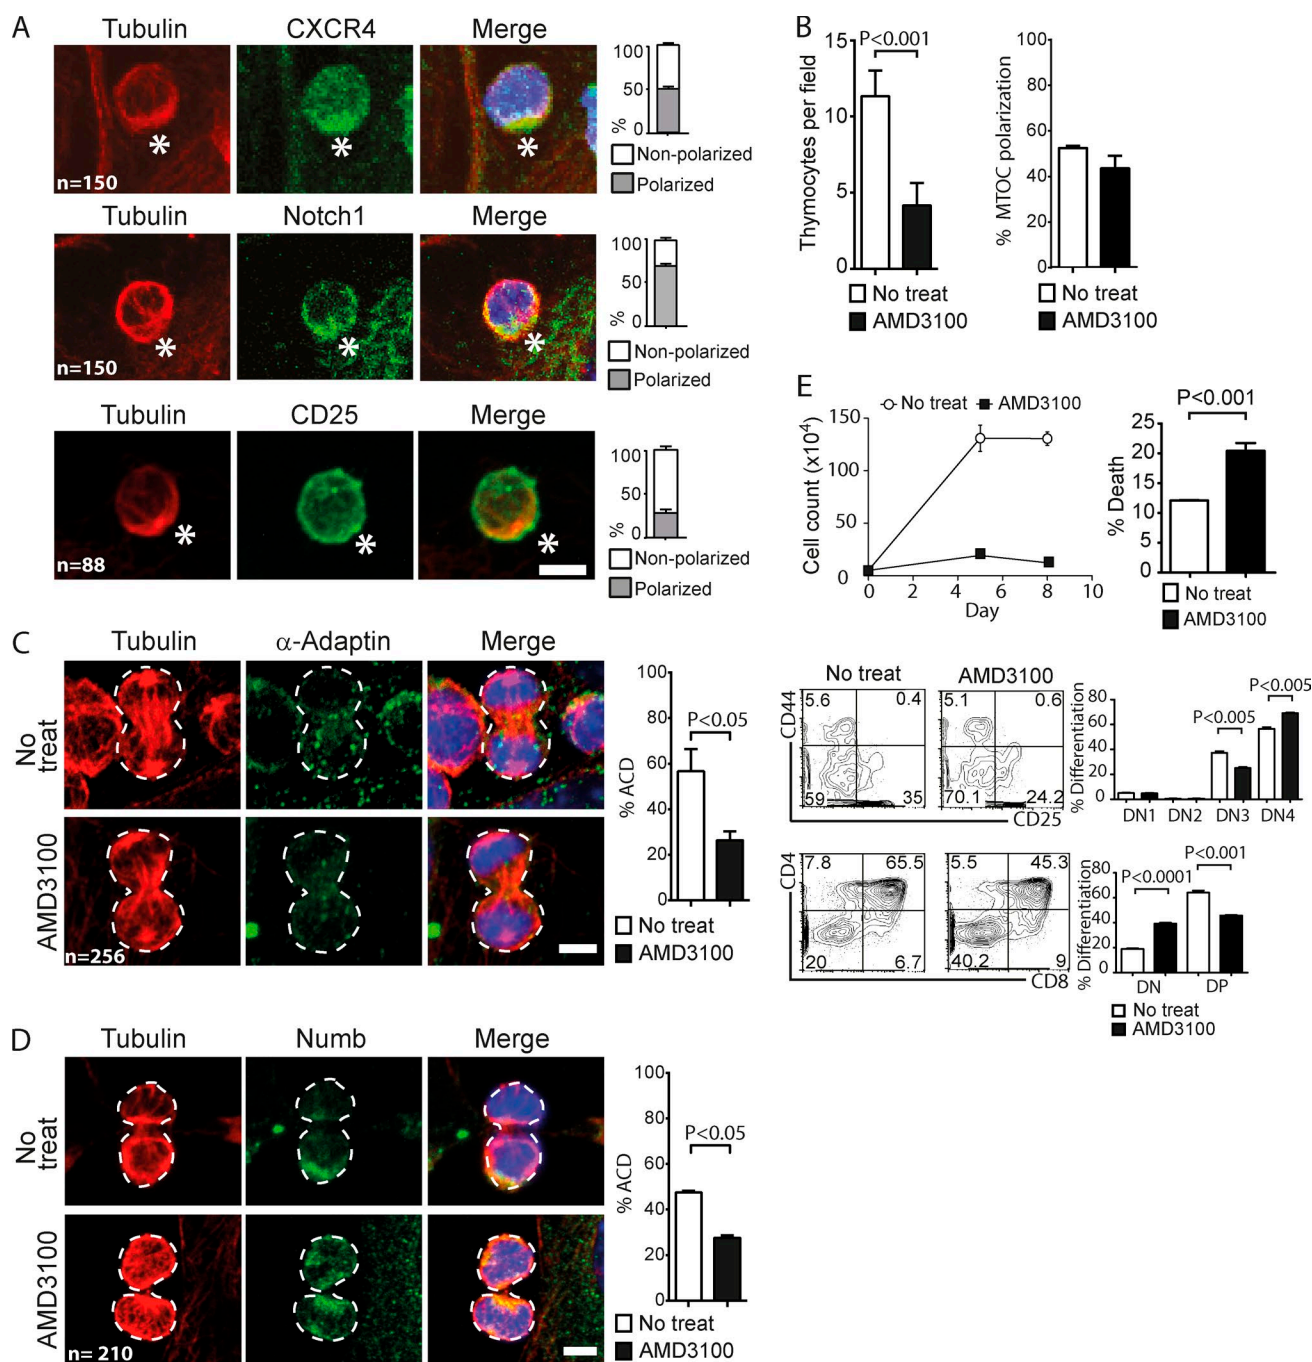 A
Tubulin CXCR4 Merge
n=150
100
50
%
0
Non-polarized
Polarized
Tubulin Notch1 Merge
n=150
100
50
%
0
Non-polarized
Polarized
Tubulin CD25 Merge
n=88
100
50
%
0
Non-polarized
Polarized
B
P<0.001
Thymocytes per field
15
10
5
0
No treat
AMD3100
% MTOC polarization
100
80
60
40
20
0
No treat
AMD3100
C
Tubulin α-Adaptin Merge
No treat
AMD3100
n=256
% ACD
100
80
60
40
20
0
P<0.05
No treat
AMD3100
D
Tubulin Numb Merge
No treat
AMD3100
n= 210
% ACD
100
80
60
40
20
0
P<0.05
No treat
AMD3100
E
No treat AMD3100
Cell count (x10⁴)
150
100
50
0
0 2 4 6 8 10
Day
P<0.001
% Death
25
20
15
10
5
0
No treat
AMD3100
No treat AMD3100
CD44
5.6 0.4
59 35
5.1 0.6
70.1 24.2
CD25
% Differentiation
80
60
40
20
0
P<0.005
P<0.005
DN1 DN2 DN3 DN4
CD4
7.8 65.5
20 6.7
5.5 45.3
40.2 9
CD8
% Differentiation
80
60
40
20
0
P<0.0001
P<0.001
DN DP
No treat
AMD3100